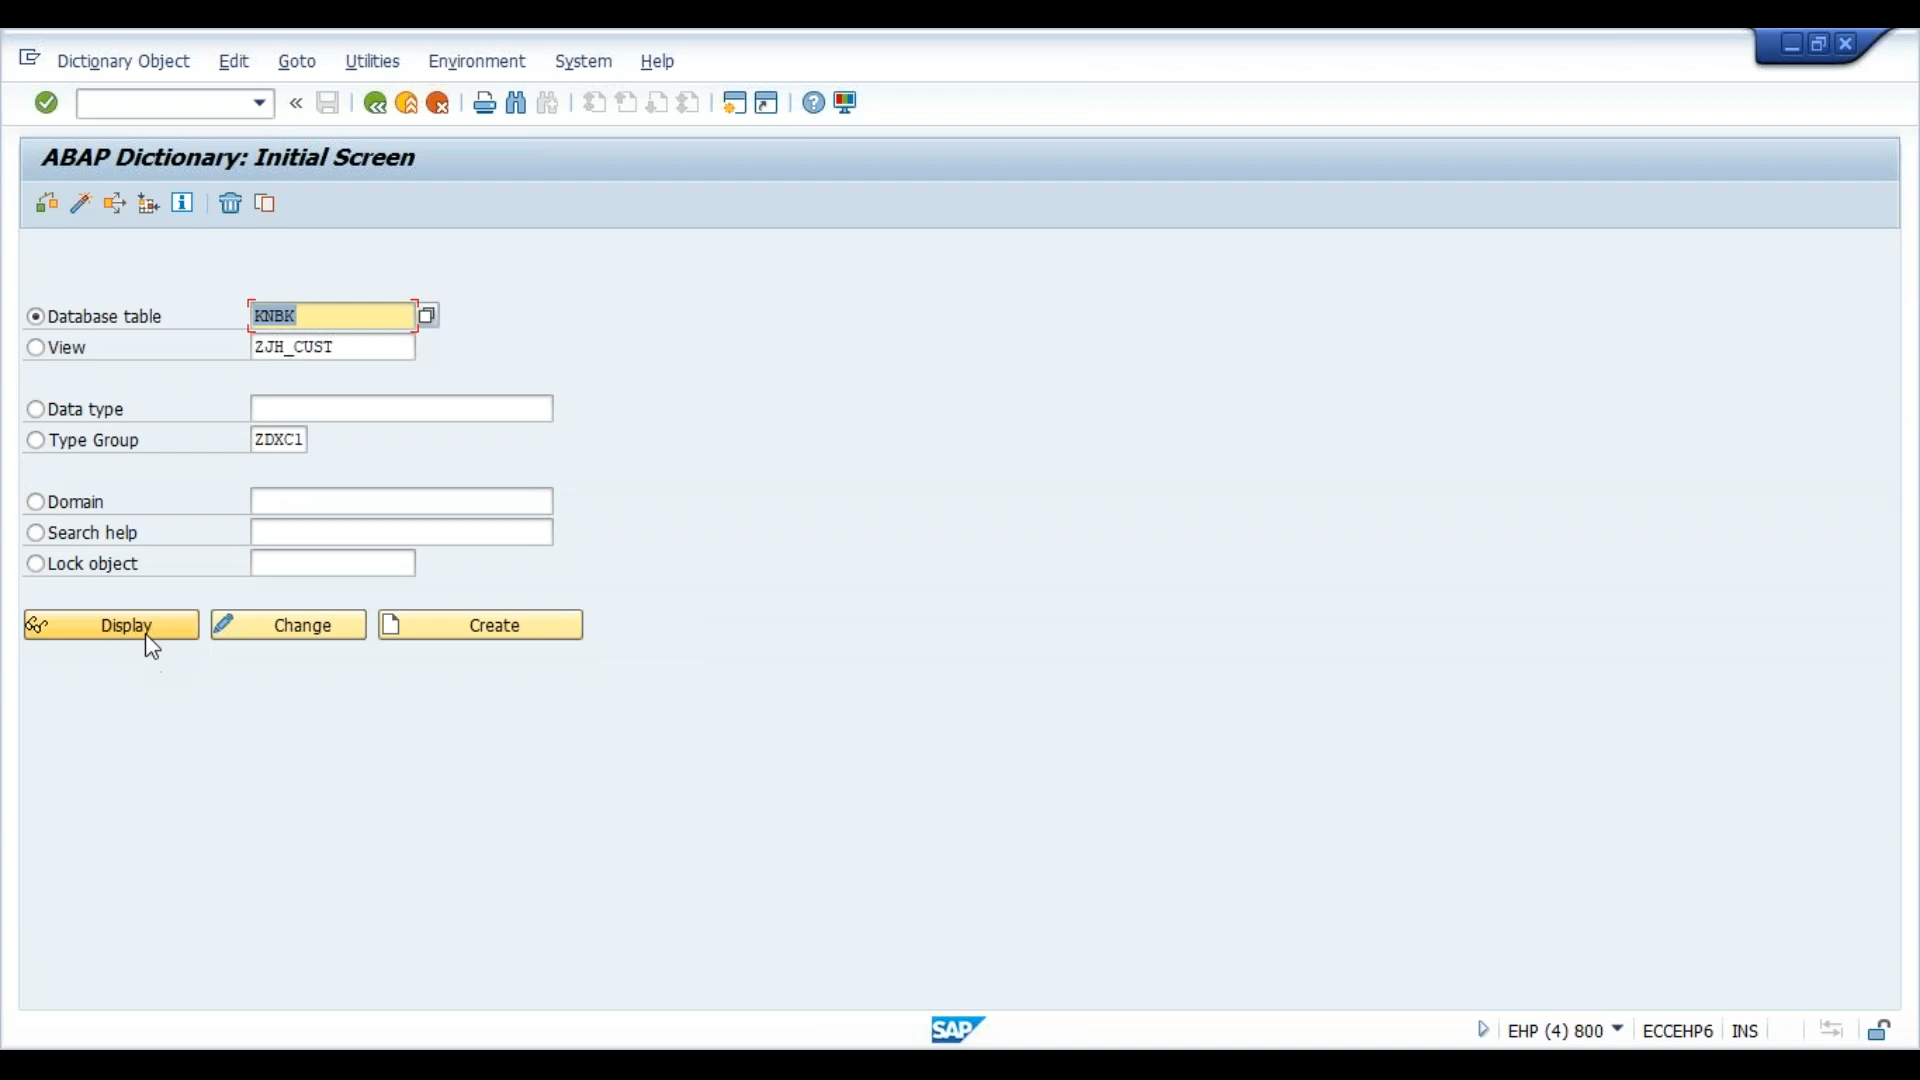 Dictionary Object Edit Goto Utilities Environment System Help
ABAP Dictionary: Initial Screen
Database table KNBK
View ZJH_CUST
Data type
Type Group ZDXC1
Domain
Search help
Lock object
Display Change Create
SAP EHP (4) 800 ECCEHP6 INS